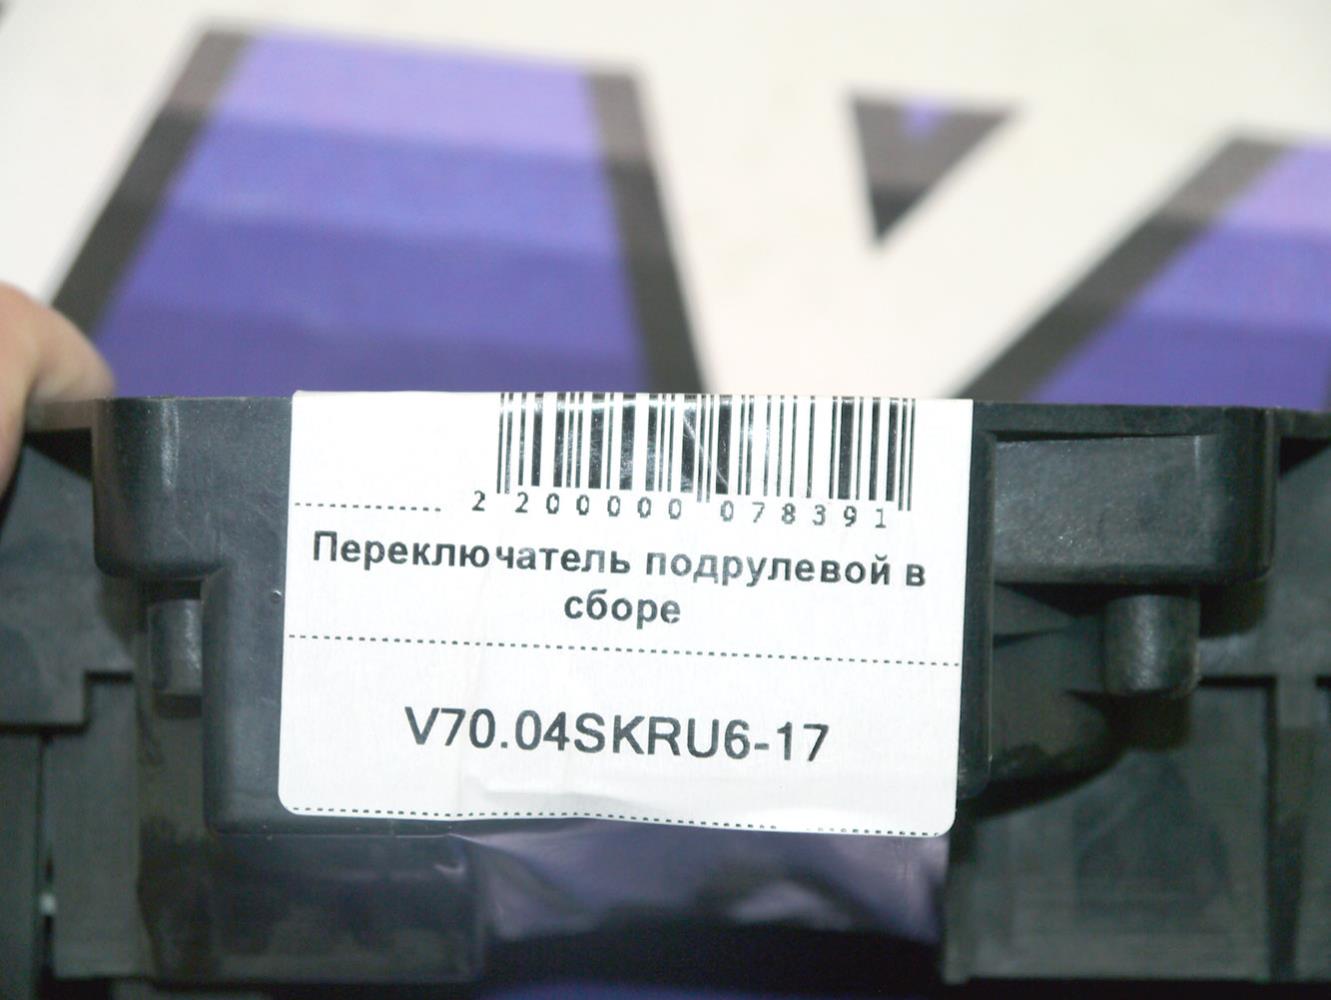 2 200000 078391
Переключатель подрулевой в
сборе
V70.04SKRU6-17